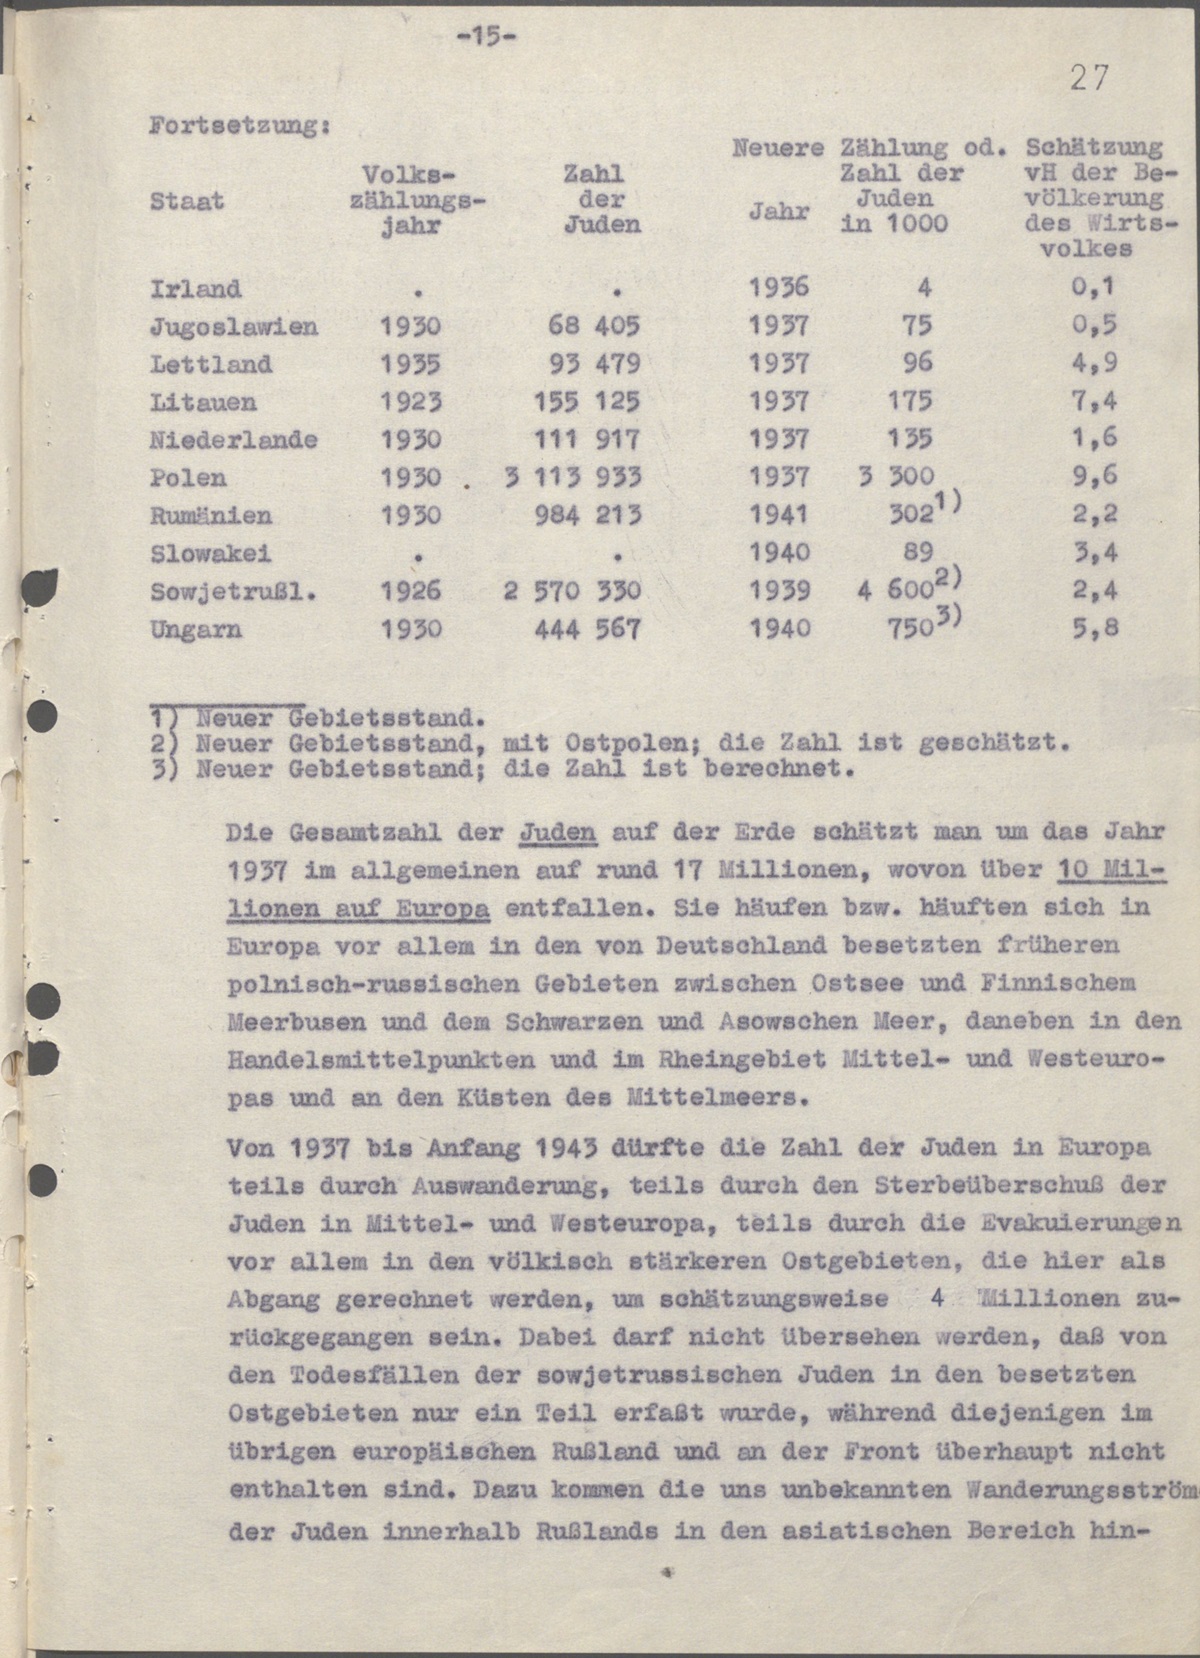 -15-
27
Fortsetzung:
Neuere Zählung od. Schätzung
Volks- Zahl Zahl der vH der Be-
Staat zählungs- der Jahr Juden völkerung
jahr Juden in 1000 des Wirts-
volkes
Irland . . 1936 4 0,1
Jugoslawien 1930 68 405 1937 75 0,5
Lettland 1935 93 479 1937 96 4,9
Litauen 1923 155 125 1937 175 7,4
Niederlande 1930 111 917 1937 135 1,6
Polen 1930 . 3 113 933 1937 3 300 9,6
Rumänien 1930 984 213 1941 302 1) 2,2
Slowakei . . 1940 89 3,4
Sowjetrußl. 1926 2 570 330 1939 4 600 2) 2,4
Ungarn 1930 444 567 1940 750 3) 5,8
1) Neuer Gebietsstand.
2) Neuer Gebietsstand, mit Ostpolen; die Zahl ist geschätzt.
3) Neuer Gebietsstand; die Zahl ist berechnet.
Die Gesamtzahl der Juden auf der Erde schätzt man um das Jahr
1937 im allgemeinen auf rund 17 Millionen, wovon über 10 Mil-
lionen auf Europa entfallen. Sie häufen bzw. häuften sich in
Europa vor allem in den von Deutschland besetzten früheren
polnisch-russischen Gebieten zwischen Ostsee und Finnischem
Meerbusen und dem Schwarzen und Asowschen Meer, daneben in den
Handelsmittelpunkten und im Rheingebiet Mittel- und Westeuro-
pas und an den Küsten des Mittelmeers.
Von 1937 bis Anfang 1943 dürfte die Zahl der Juden in Europa
teils durch Auswanderung, teils durch den Sterbeüberschuß der
Juden in Mittel- und Westeuropa, teils durch die Evakuierungen
vor allem in den völkisch stärkeren Ostgebieten, die hier als
Abgang gerechnet werden, um schätzungsweise 4 Millionen zu-
rückgegangen sein. Dabei darf nicht übersehen werden, daß von
den Todesfällen der sowjetrussischen Juden in den besetzten
Ostgebieten nur ein Teil erfaßt wurde, während diejenigen im
übrigen europäischen Rußland und an der Front überhaupt nicht
enthalten sind. Dazu kommen die uns unbekannten Wanderungsström
der Juden innerhalb Rußlands in den asiatischen Bereich hin-